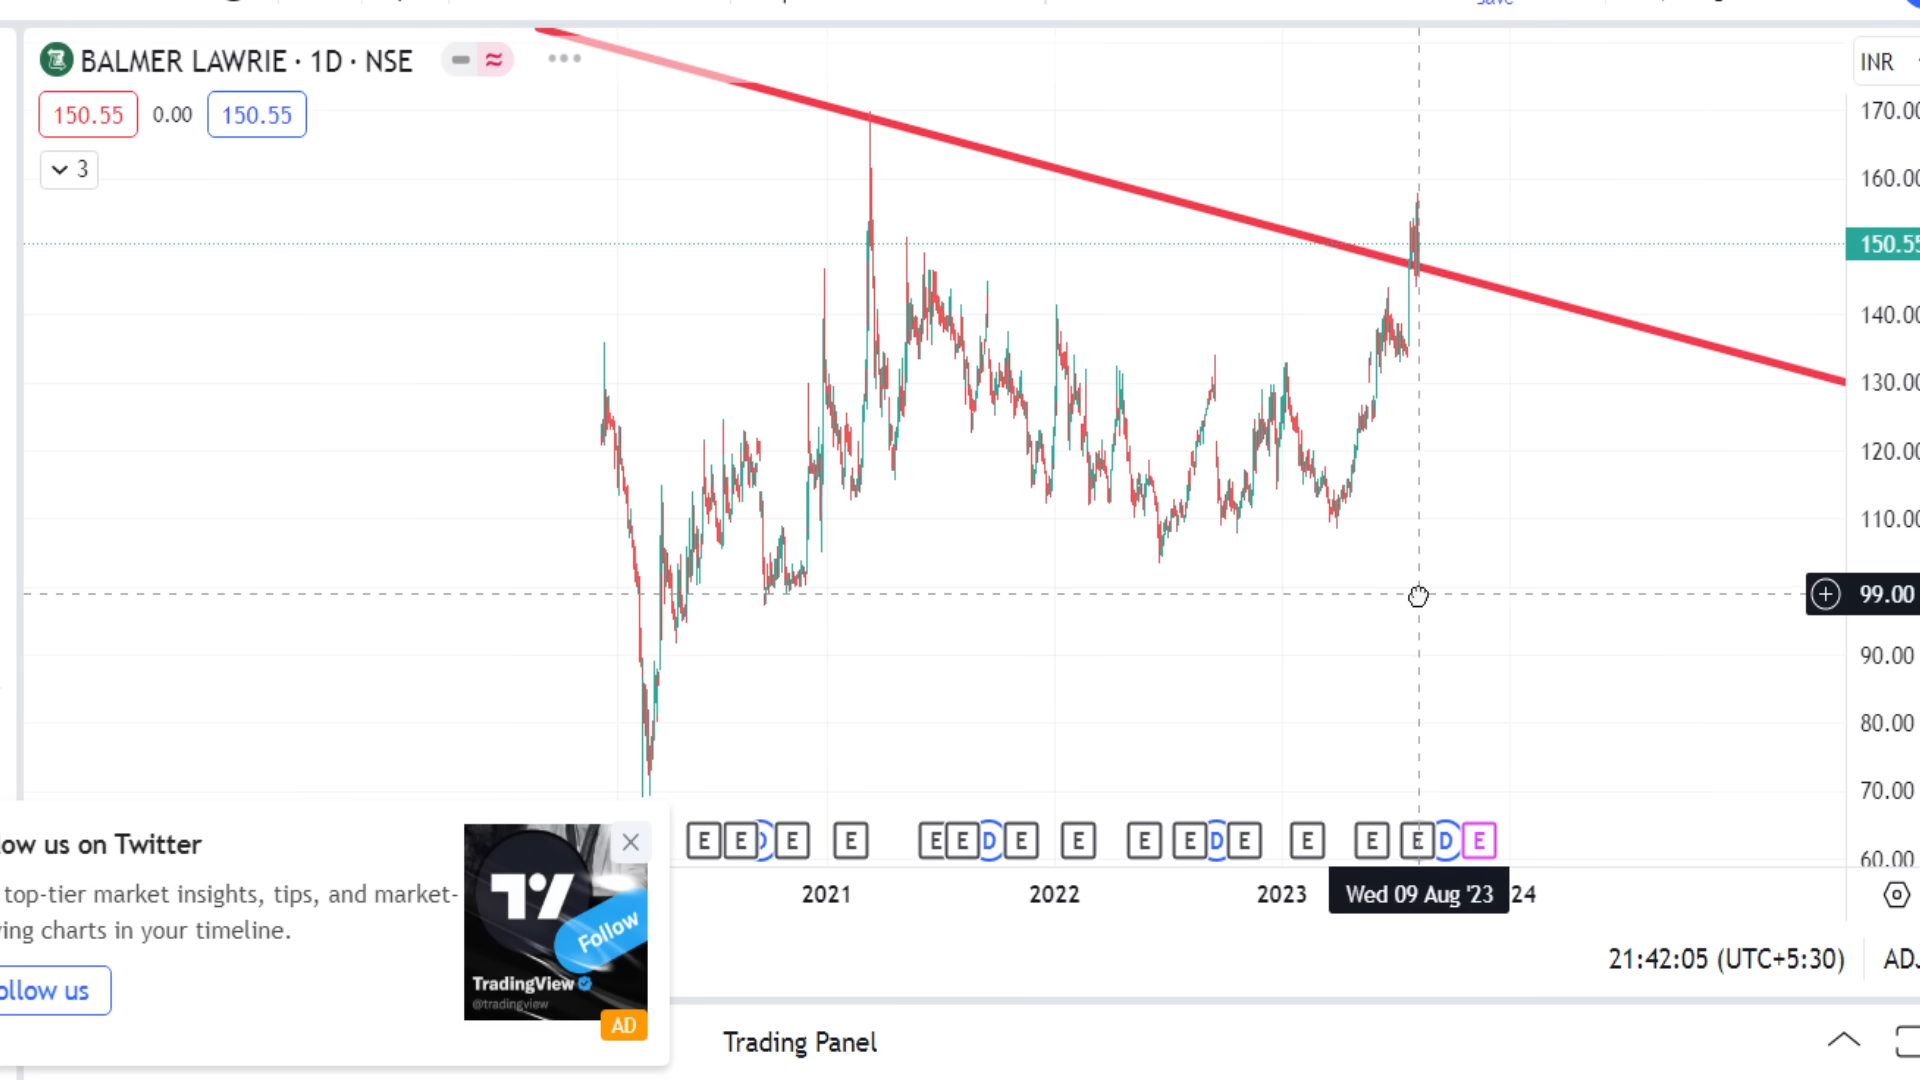 save
BALMER LAWRIE · 1D · NSE
INR
150.55 0.00 150.55
3
170.00
160.00
150.55
140.00
130.00
120.00
110.00
99.00
90.00
80.00
70.00
60.00
E E D E E E E D E E E E D E E E E D E
2021 2022 2023 Wed 09 Aug '23 24
ow us on Twitter
top-tier market insights, tips, and market-
ing charts in your timeline.
ollow us
Follow
TradingView
@tradingview
AD
21:42:05 (UTC+5:30) ADJ
Trading Panel